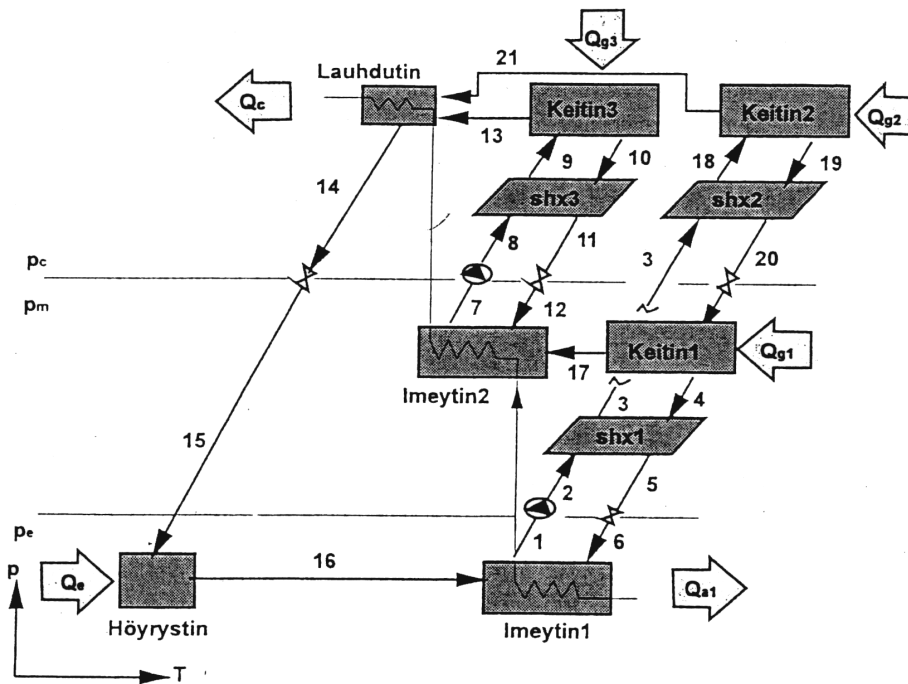 Qg3
21
Lauhdutin
Qc
Keitin3
Keitin2
Qg2
13
9
10
18
19
14
shx3
shx2
8
11
3
20
pc
pm
7
12
Keitin1
Qg1
17
Imeytin2
3
4
15
shx1
2
5
pe
1
6
p
16
Qe
Qa1
Höyrystin
Imeytin1
T